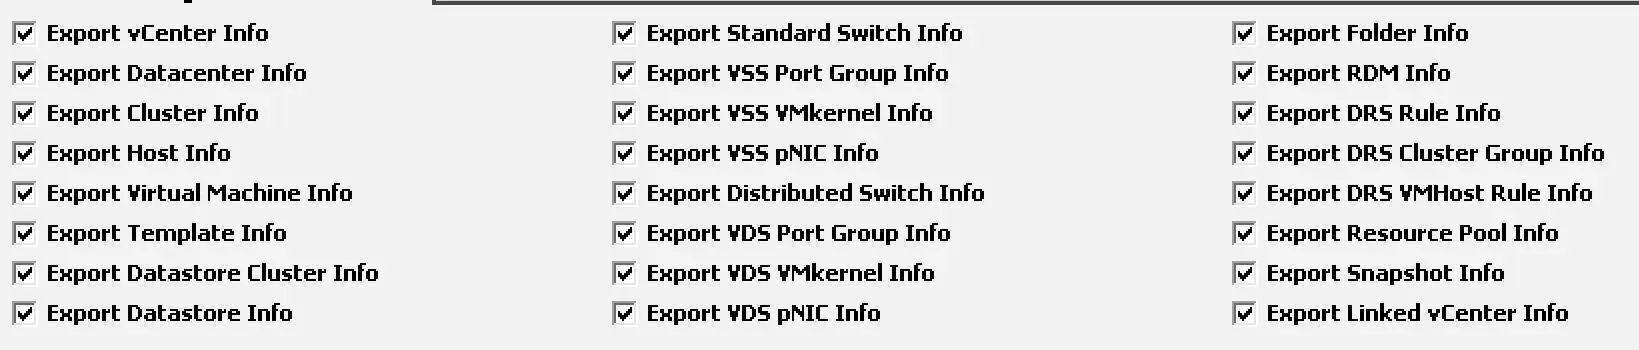 Export vCenter Info
Export Datacenter Info
Export Cluster Info
Export Host Info
Export Virtual Machine Info
Export Template Info
Export Datastore Cluster Info
Export Datastore Info
Export Standard Switch Info
Export VSS Port Group Info
Export VSS VMkernel Info
Export VSS pNIC Info
Export Distributed Switch Info
Export VDS Port Group Info
Export VDS VMkernel Info
Export VDS pNIC Info
Export Folder Info
Export RDM Info
Export DRS Rule Info
Export DRS Cluster Group Info
Export DRS VMHost Rule Info
Export Resource Pool Info
Export Snapshot Info
Export Linked vCenter Info